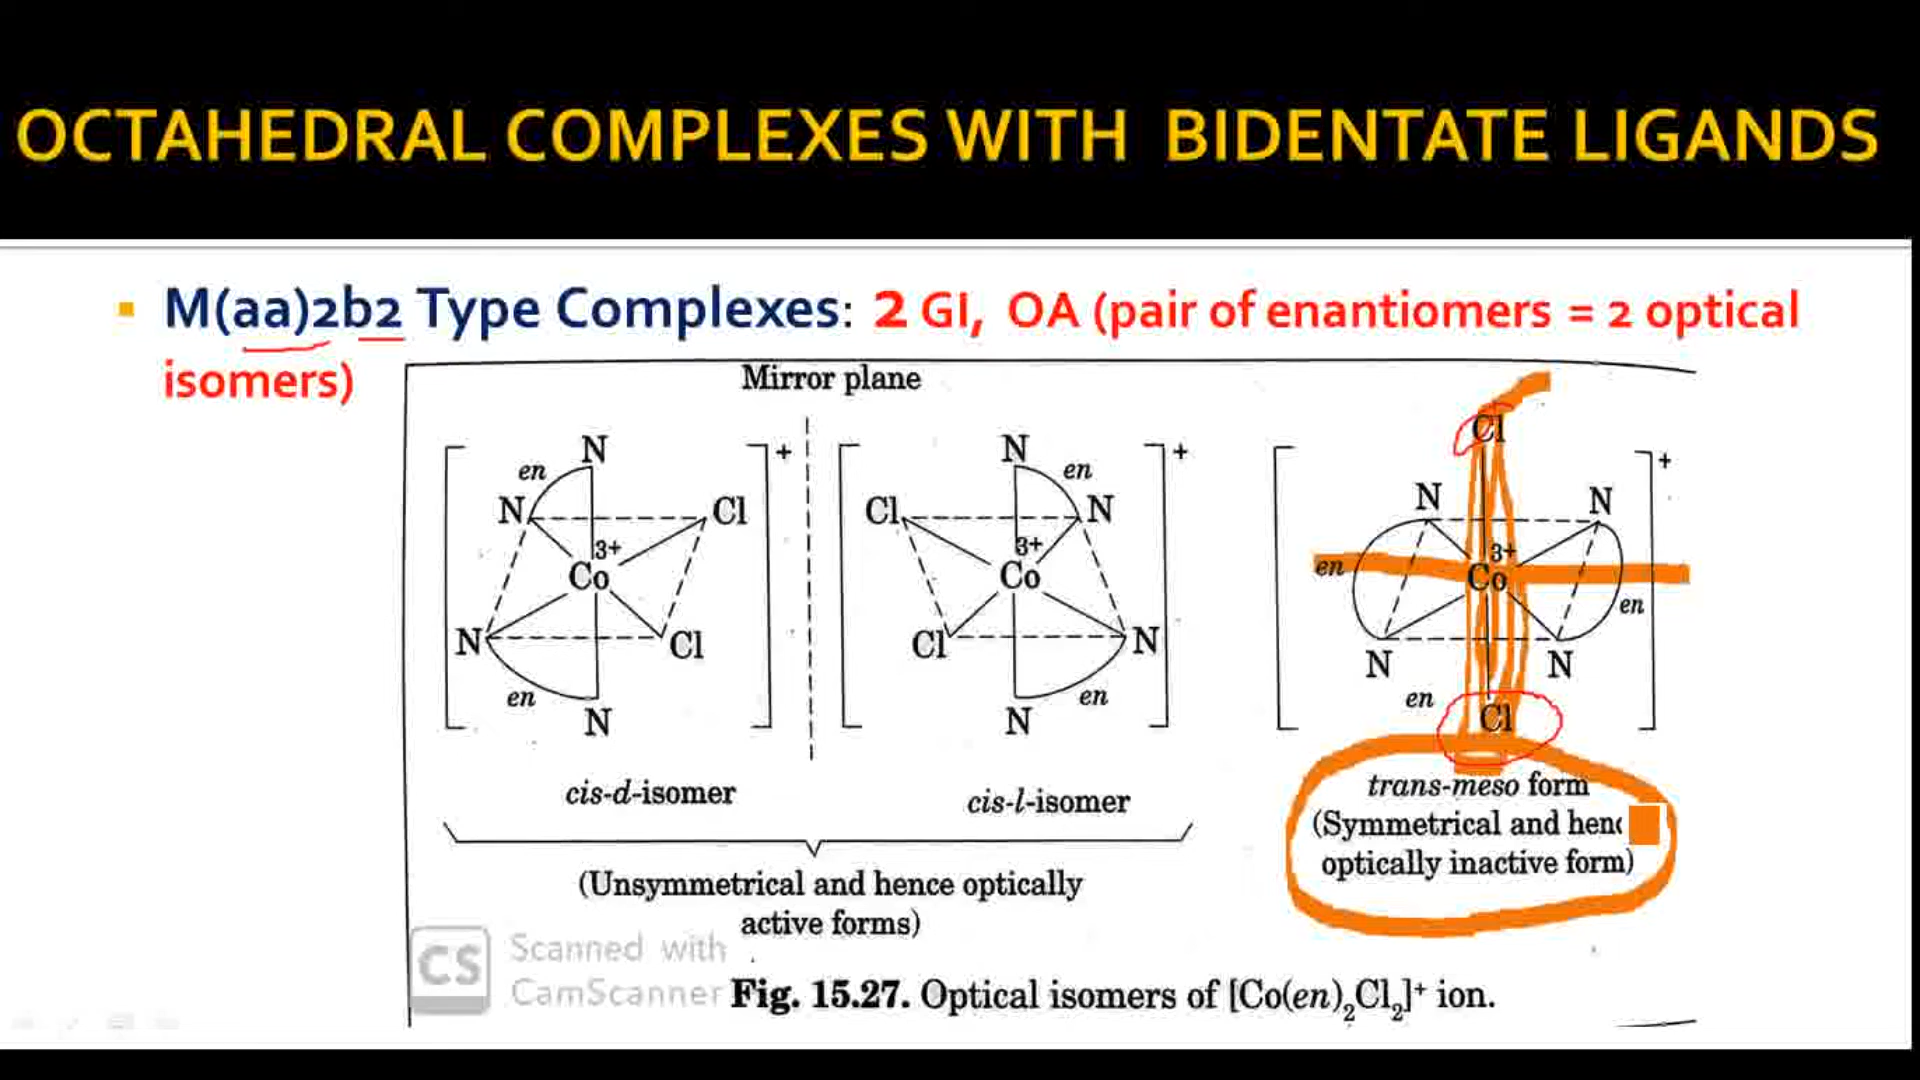 OCTAHEDRAL COMPLEXES WITH BIDENTATE LIGANDS
M(aa)2b2 Type Complexes: 2 GI, OA (pair of enantiomers = 2 optical
isomers)
Mirror plane
N
en
N
Cl
3+
Co
N
Cl
en
N
+
cis-d-isomer
N
en
Cl
N
3+
Co
Cl
N
en
N
+
cis-l-isomer
(Unsymmetrical and hence optically
active forms)
Cl
N
N
+
3+
en
Co
en
N
N
en
Cl
trans-meso form
(Symmetrical and
optically inactive form)
CS
Scanned with
CamScanner
Fig. 15.27. Optical isomers of [Co(en)₂Cl₂]⁺ ion.